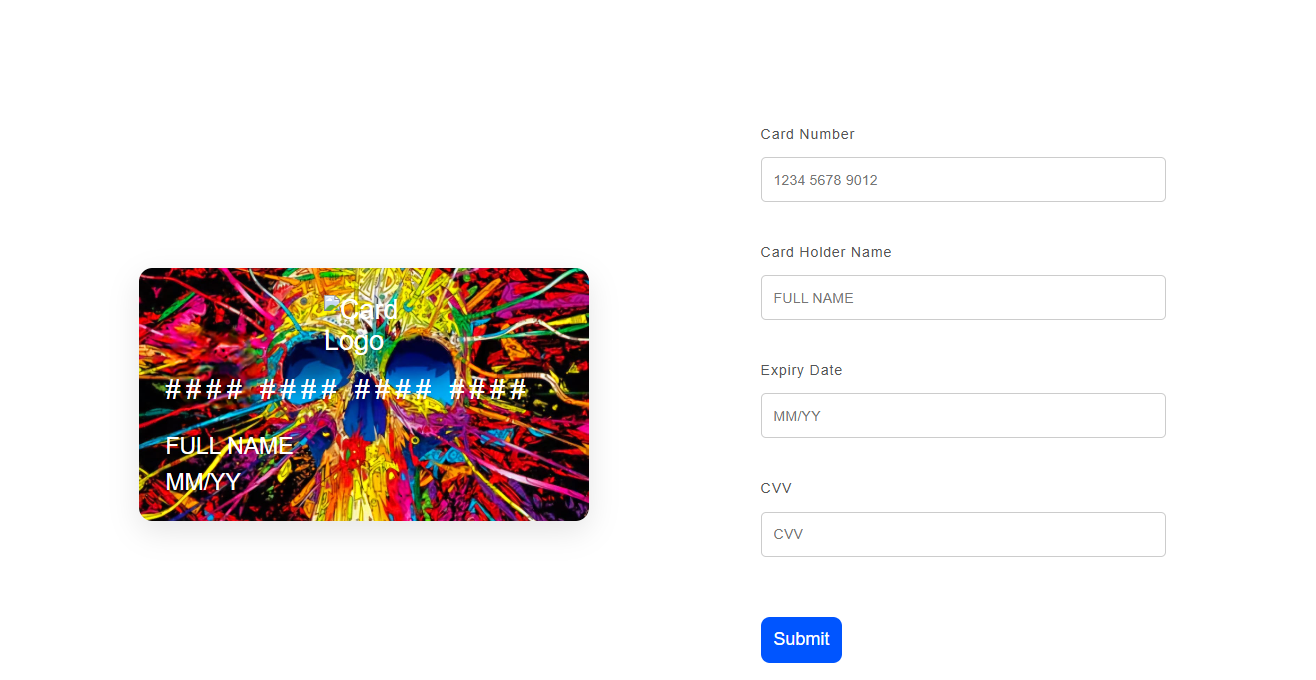 Card
Logo
#### #### #### ####
FULL NAME
MM/YY
Card Number
1234 5678 9012
Card Holder Name
FULL NAME
Expiry Date
MM/YY
CVV
CVV
Submit